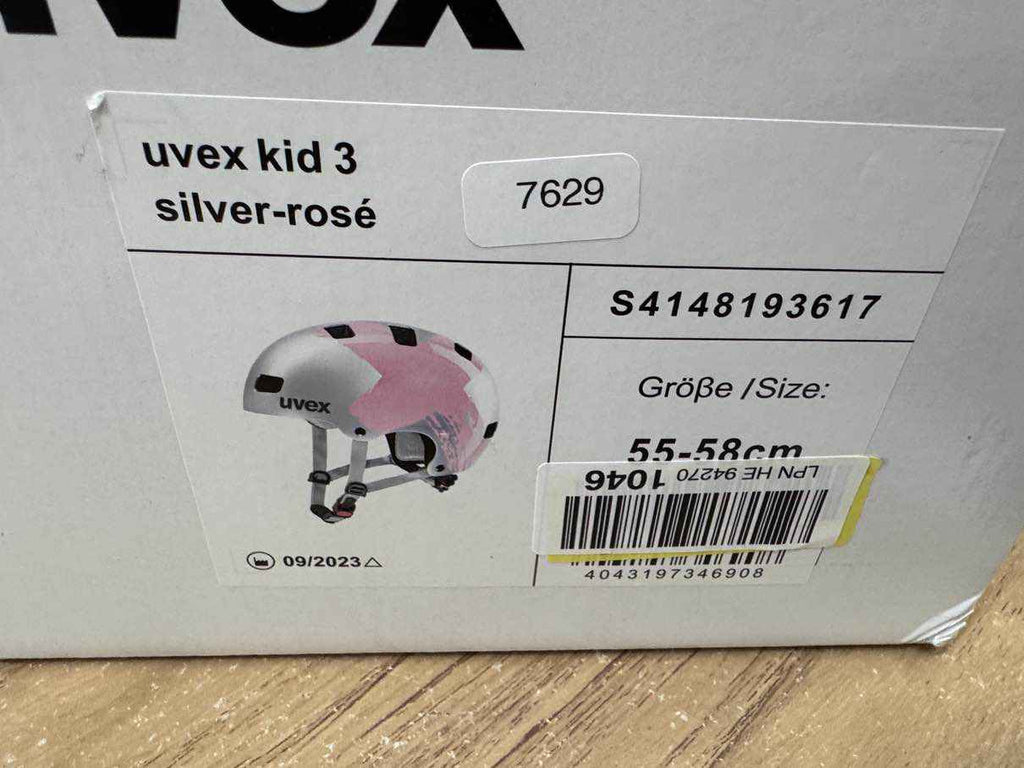 uvex
uvex kid 3
silver-rosé
7629
S4148193617
Größe /Size:
uvex
55-58cm
LPN HE 94270 1046
09/2023
4043197346908